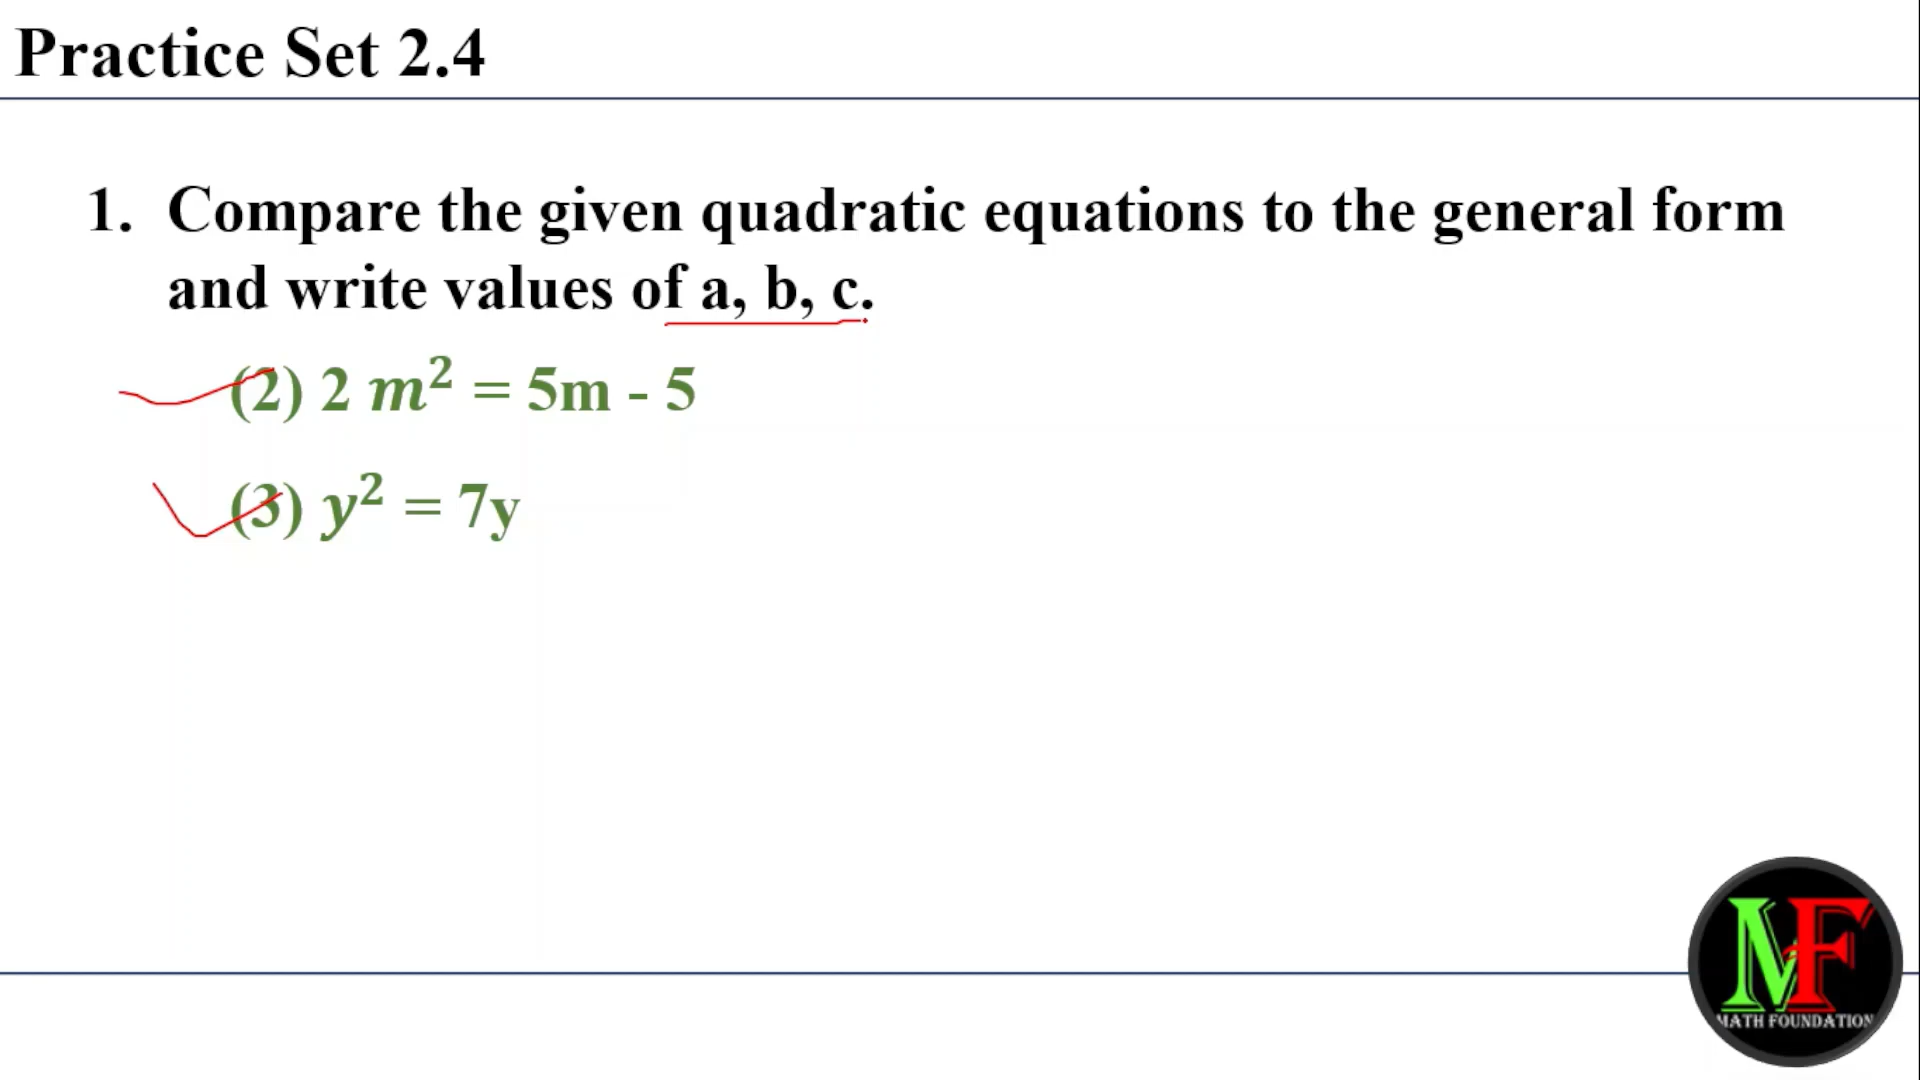 Practice Set 2.4
1. Compare the given quadratic equations to the general form
and write values of a, b, c.
(2) 2 m² = 5m - 5
(3) y² = 7y
MF
MATH FOUNDATION